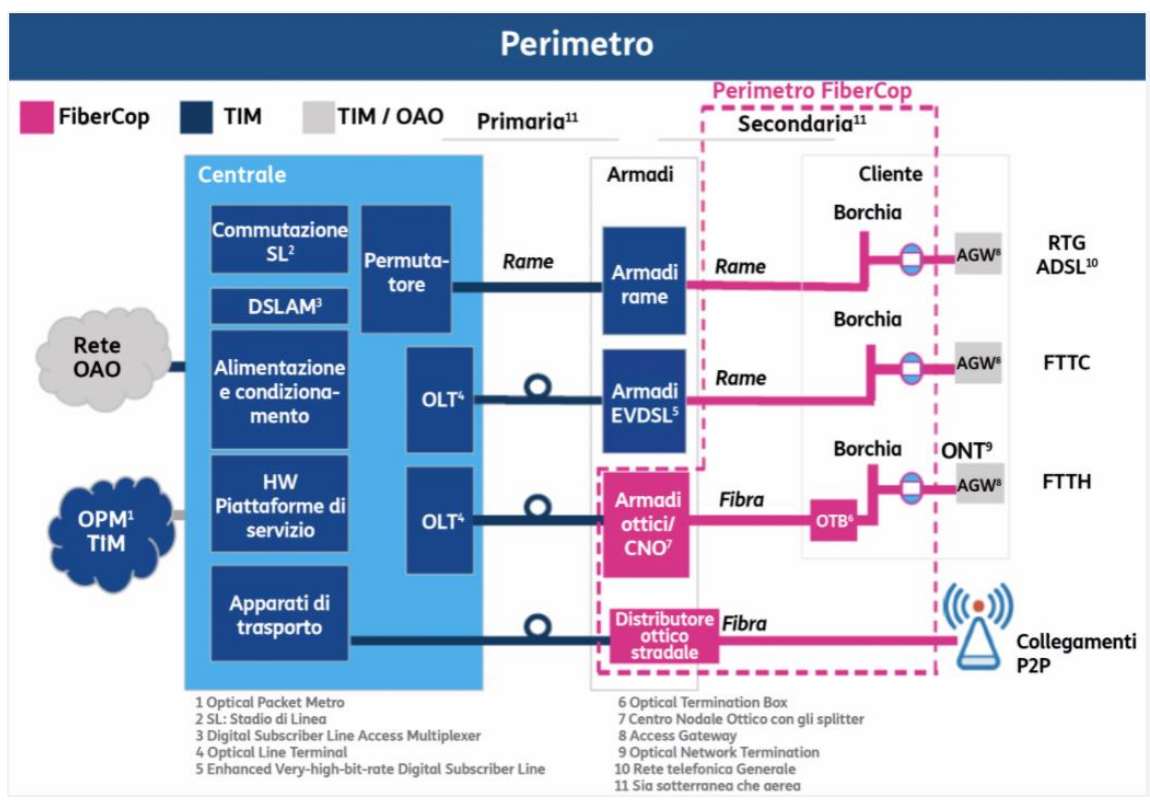 Perimetro
FiberCop
TIM
TIM / OAO
Primaria¹¹
Perimetro FiberCop
Secondaria¹¹
Centrale
Armadi
Cliente
Commutazione
SL²
Permuta-
tore
DSLAM³
Alimentazione
e condiziona-
mento
HW
Piattaforme di
servizio
Apparati di
trasporto
OLT⁴
OLT⁴
Rete
OAO
OPM¹
TIM
Rame
Armadi
rame
Rame
Borchia
AGW⁸
RTG
ADSL¹⁰
Armadi
EVDSL⁵
Rame
Borchia
AGW⁸
FTTC
Armadi
ottici/
CNO⁷
Fibra
OTB⁶
Borchia
ONT⁹
AGW⁸
FTTH
Distributore
ottico
stradale
Fibra
Collegamenti
P2P
1 Optical Packet Metro
2 SL: Stadio di Linea
3 Digital Subscriber Line Access Multiplexer
4 Optical Line Terminal
5 Enhanced Very-high-bit-rate Digital Subscriber Line
6 Optical Termination Box
7 Centro Nodale Ottico con gli splitter
8 Access Gateway
9 Optical Network Termination
10 Rete telefonica Generale
11 Sia sotterranea che aerea